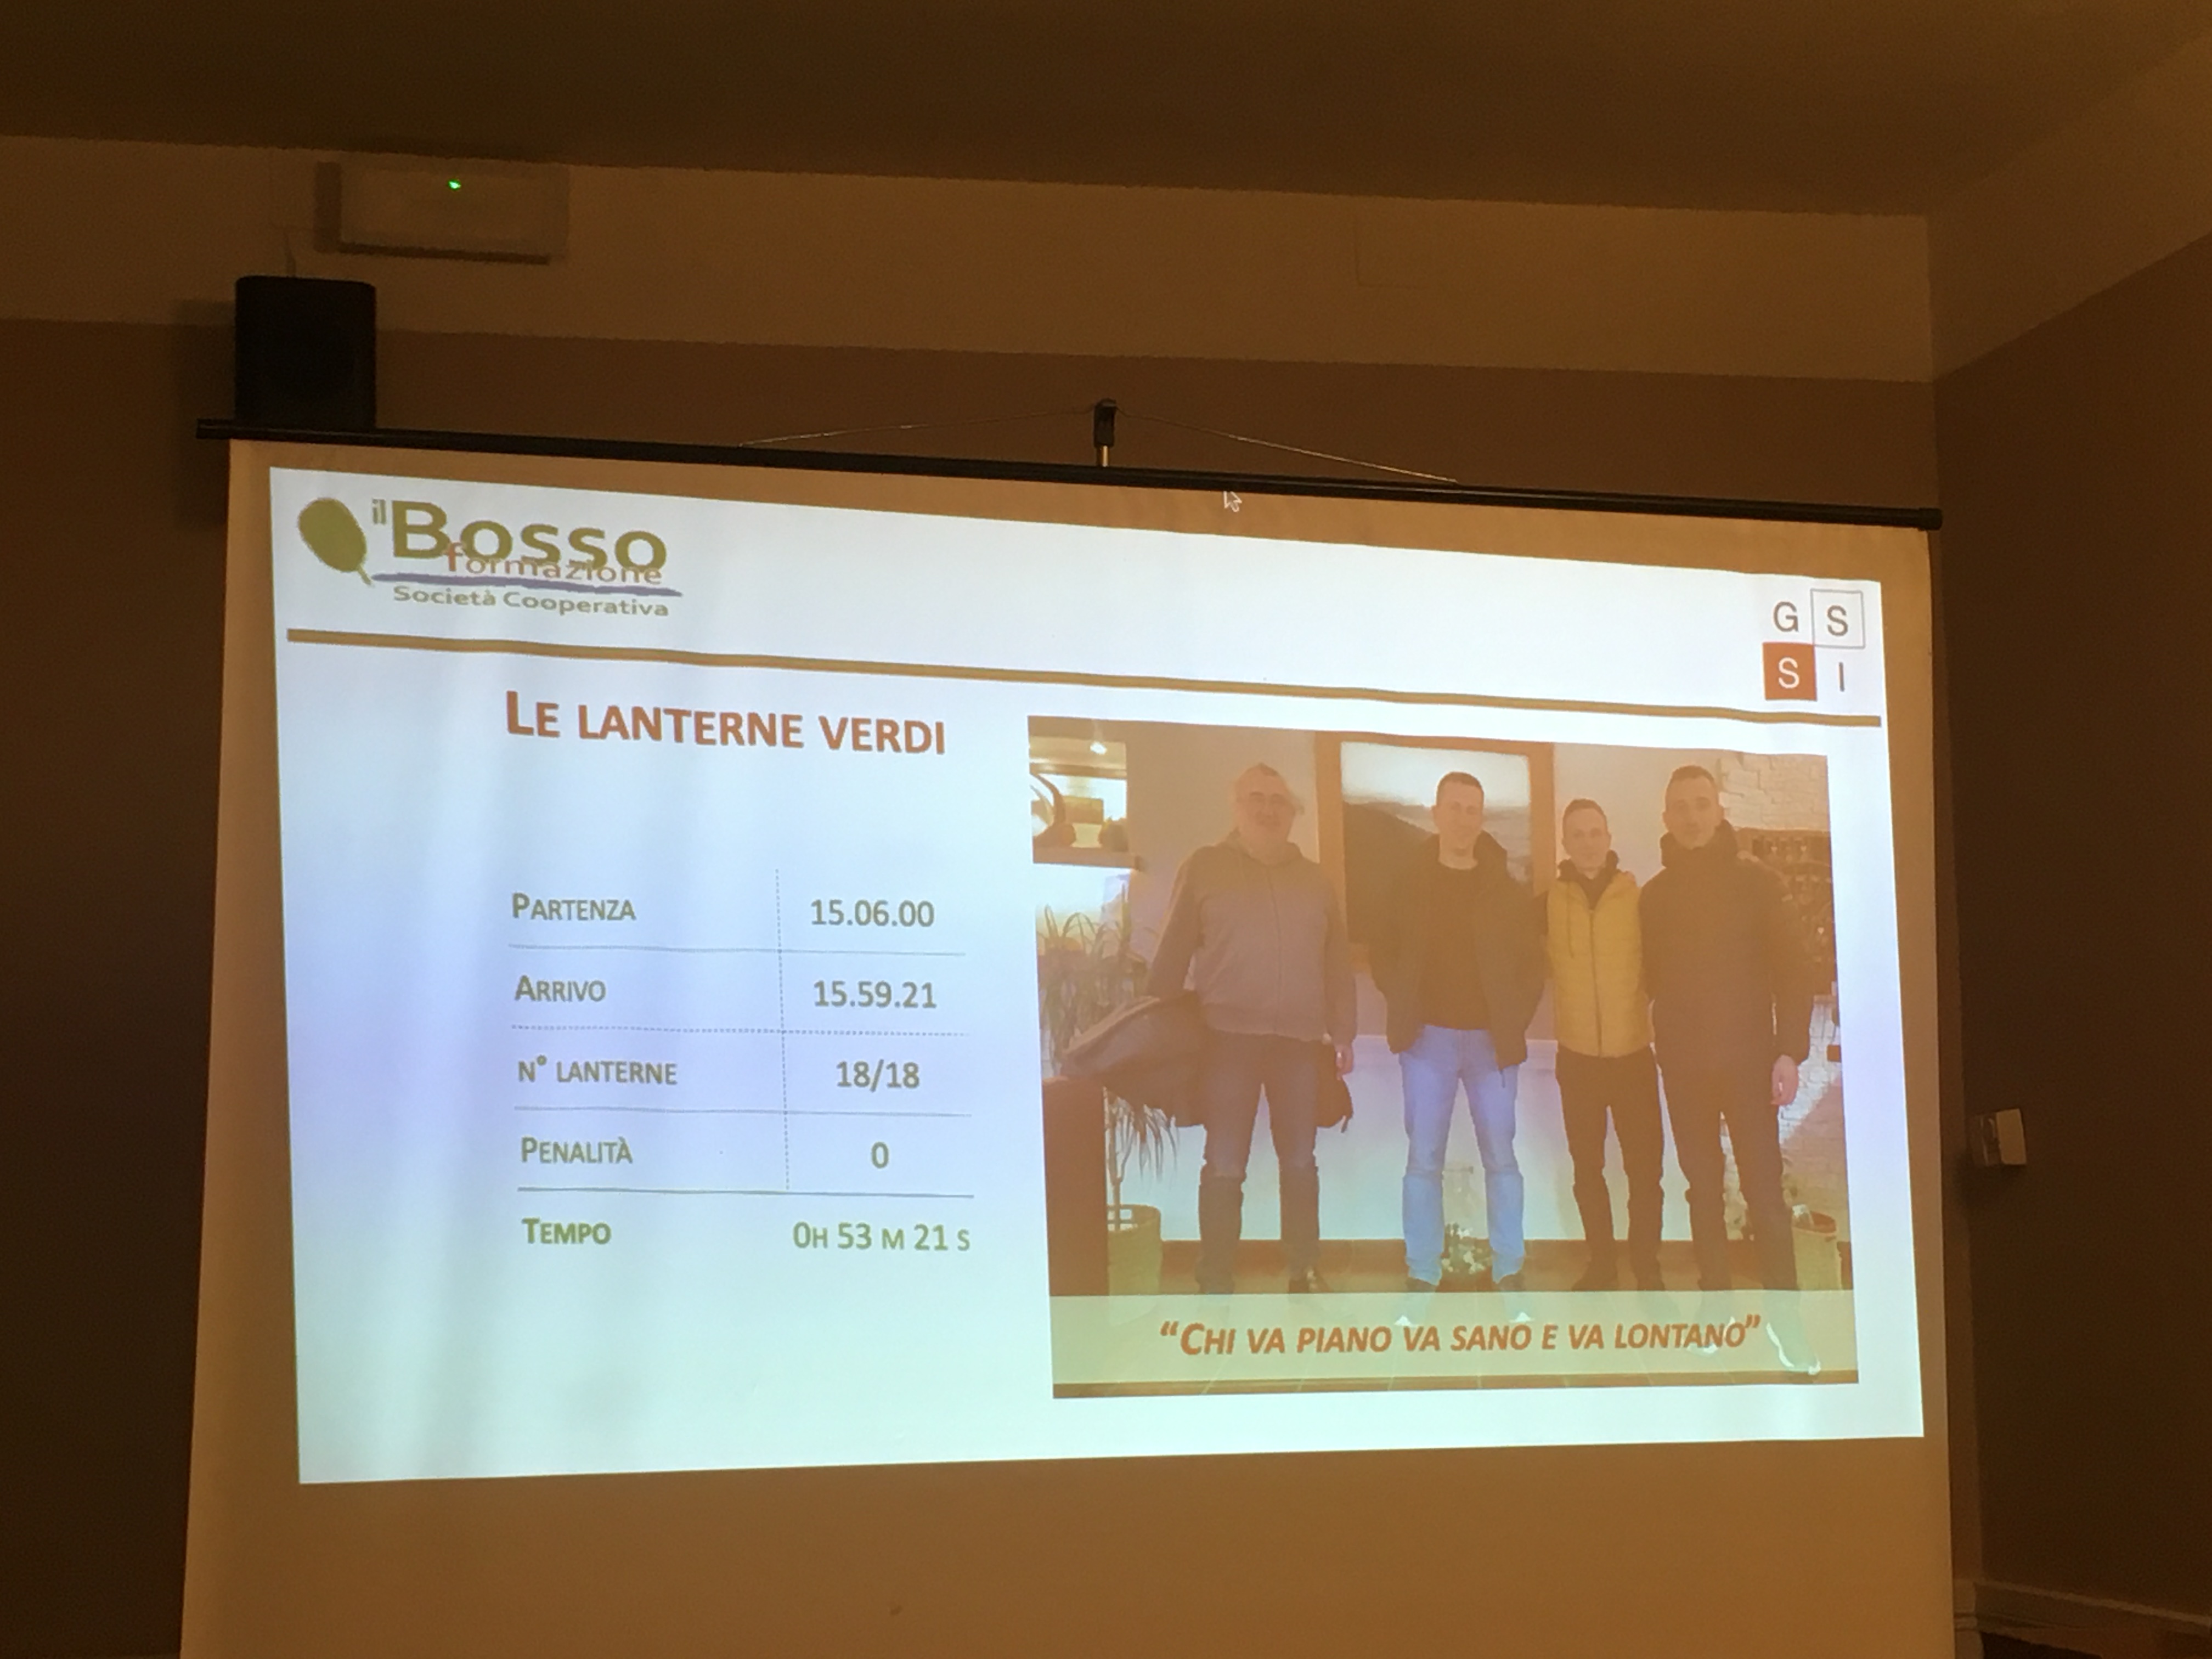 il Bosso
formazione
Società Cooperativa
G S
S I
LE LANTERNE VERDI
PARTENZA 15.06.00
ARRIVO 15.59.21
N° LANTERNE 18/18
PENALITÀ 0
TEMPO 0H 53 M 21 S
“CHI VA PIANO VA SANO E VA LONTANO”